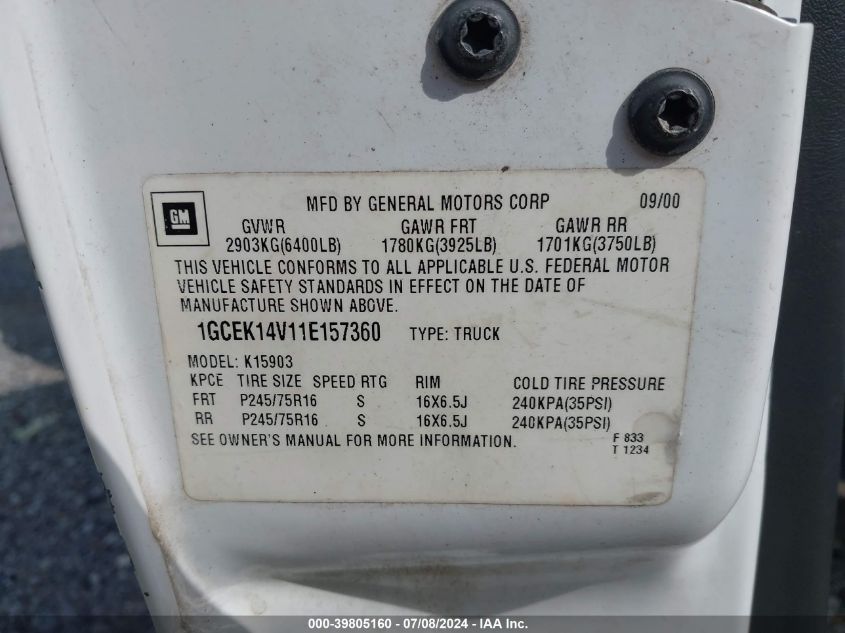 GM
MFD BY GENERAL MOTORS CORP 09/00
GVWR GAWR FRT GAWR RR
2903KG(6400LB) 1780KG(3925LB) 1701KG(3750LB)
THIS VEHICLE CONFORMS TO ALL APPLICABLE U.S. FEDERAL MOTOR
VEHICLE SAFETY STANDARDS IN EFFECT ON THE DATE OF
MANUFACTURE SHOWN ABOVE.
1GCEK14V11E157360 TYPE: TRUCK
MODEL: K15903
KPCE TIRE SIZE SPEED RTG RIM COLD TIRE PRESSURE
FRT P245/75R16 S 16X6.5J 240KPA(35PSI)
RR P245/75R16 S 16X6.5J 240KPA(35PSI)
SEE OWNER'S MANUAL FOR MORE INFORMATION.
F 833
T 1234
000-39805160 - 07/08/2024 - IAA Inc.